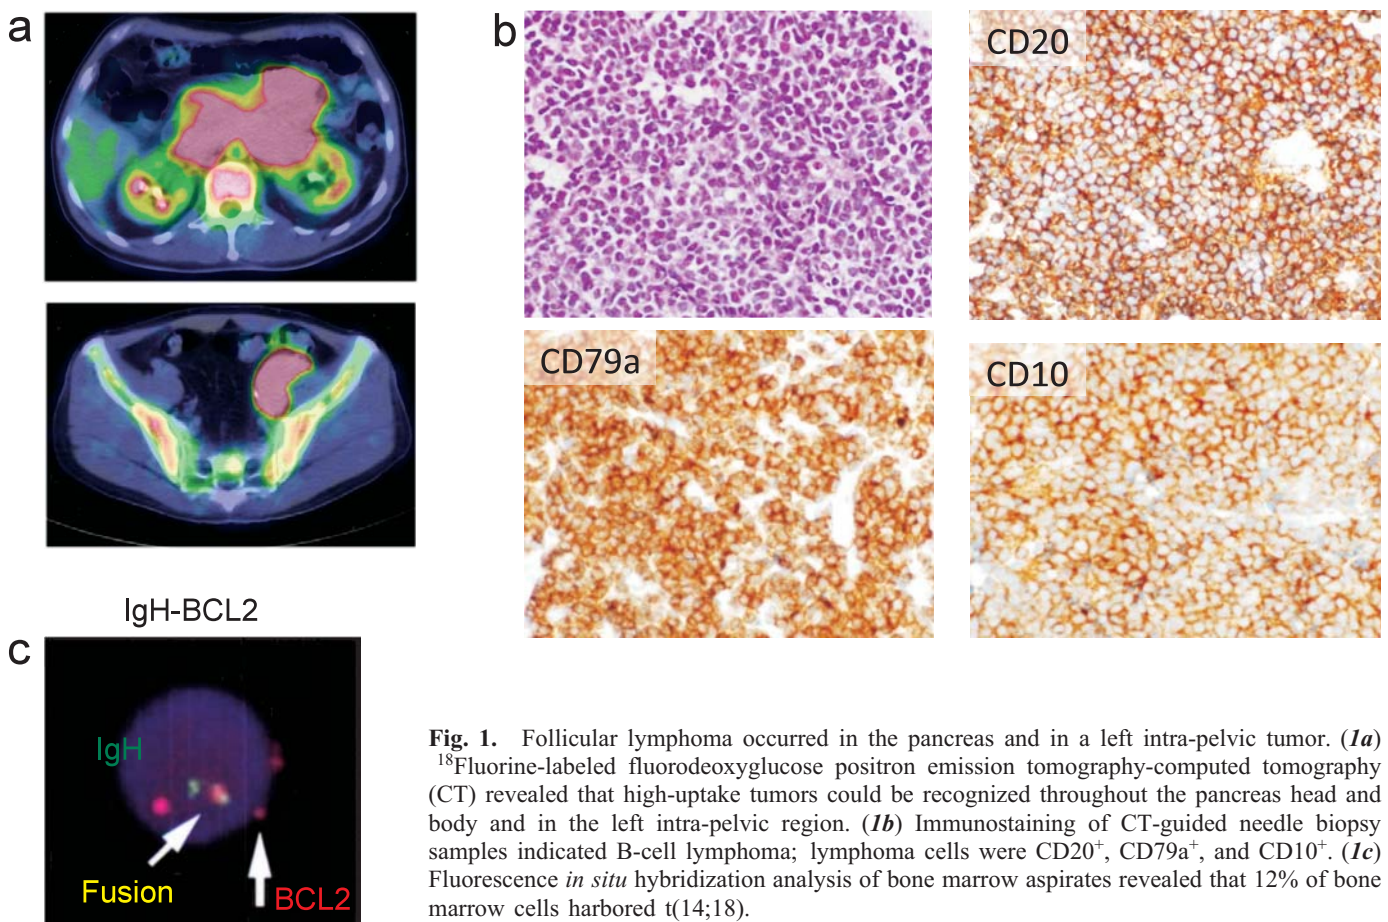 a
b
CD20
CD79a
CD10
IgH-BCL2
c
IgH
Fusion
BCL2
Fig. 1. Follicular lymphoma occurred in the pancreas and in a left intra-pelvic tumor. (1a)
18Fluorine-labeled fluorodeoxyglucose positron emission tomography-computed tomography
(CT) revealed that high-uptake tumors could be recognized throughout the pancreas head and
body and in the left intra-pelvic region. (1b) Immunostaining of CT-guided needle biopsy
samples indicated B-cell lymphoma; lymphoma cells were CD20+, CD79a+, and CD10+. (1c)
Fluorescence in situ hybridization analysis of bone marrow aspirates revealed that 12% of bone
marrow cells harbored t(14;18).